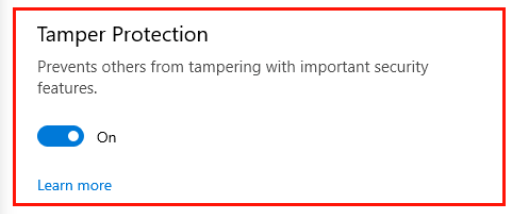 Tamper Protection
Prevents others from tampering with important security
features.
On
Learn more